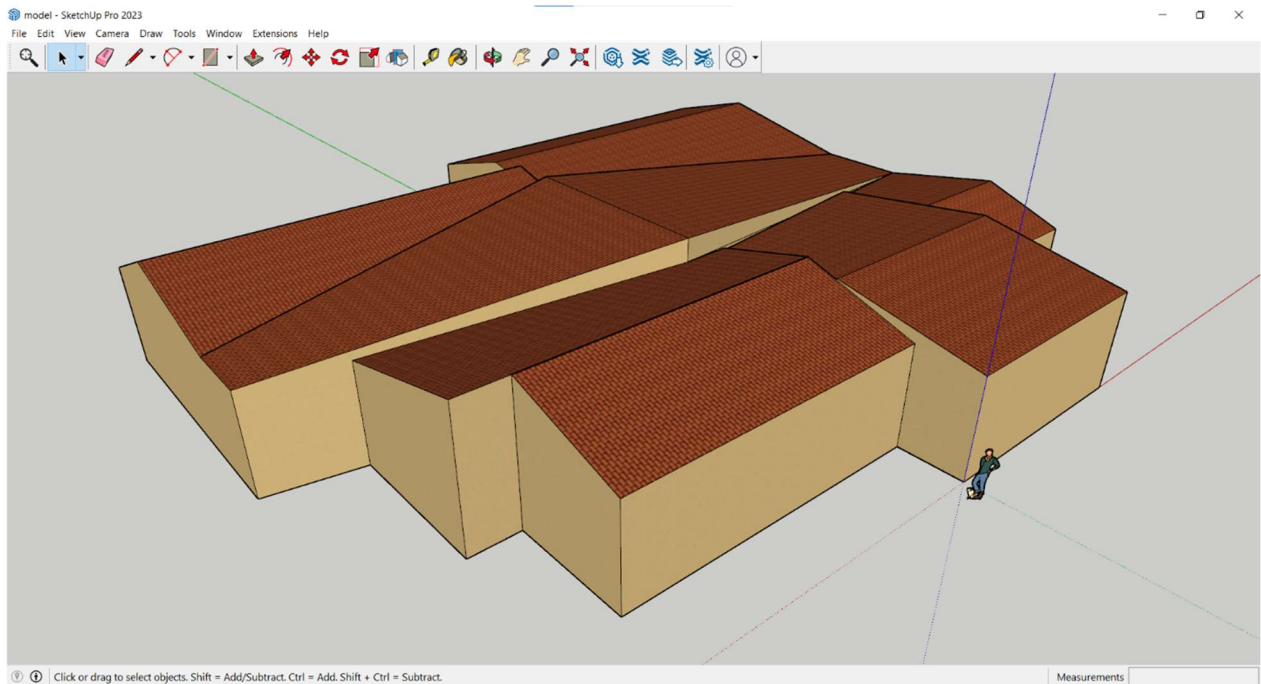 model - SketchUp Pro 2023
File Edit View Camera Draw Tools Window Extensions Help
Click or drag to select objects. Shift = Add/Subtract. Ctrl = Add. Shift + Ctrl = Subtract.
Measurements